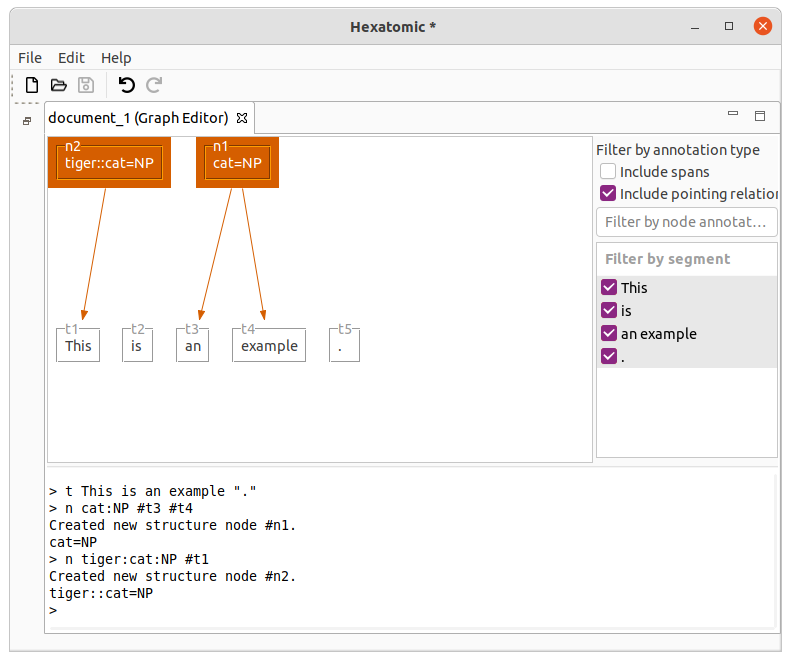 Hexatomic *
File Edit Help
document_1 (Graph Editor)
n2
tiger::cat=NP
n1
cat=NP
t1
This
t2
is
t3
an
t4
example
t5
.
Filter by annotation type
Include spans
Include pointing relation
Filter by node annotat...
Filter by segment
This
is
an example
.
> t This is an example "."
> n cat:NP #t3 #t4
Created new structure node #n1.
cat=NP
> n tiger:cat:NP #t1
Created new structure node #n2.
tiger::cat=NP
>